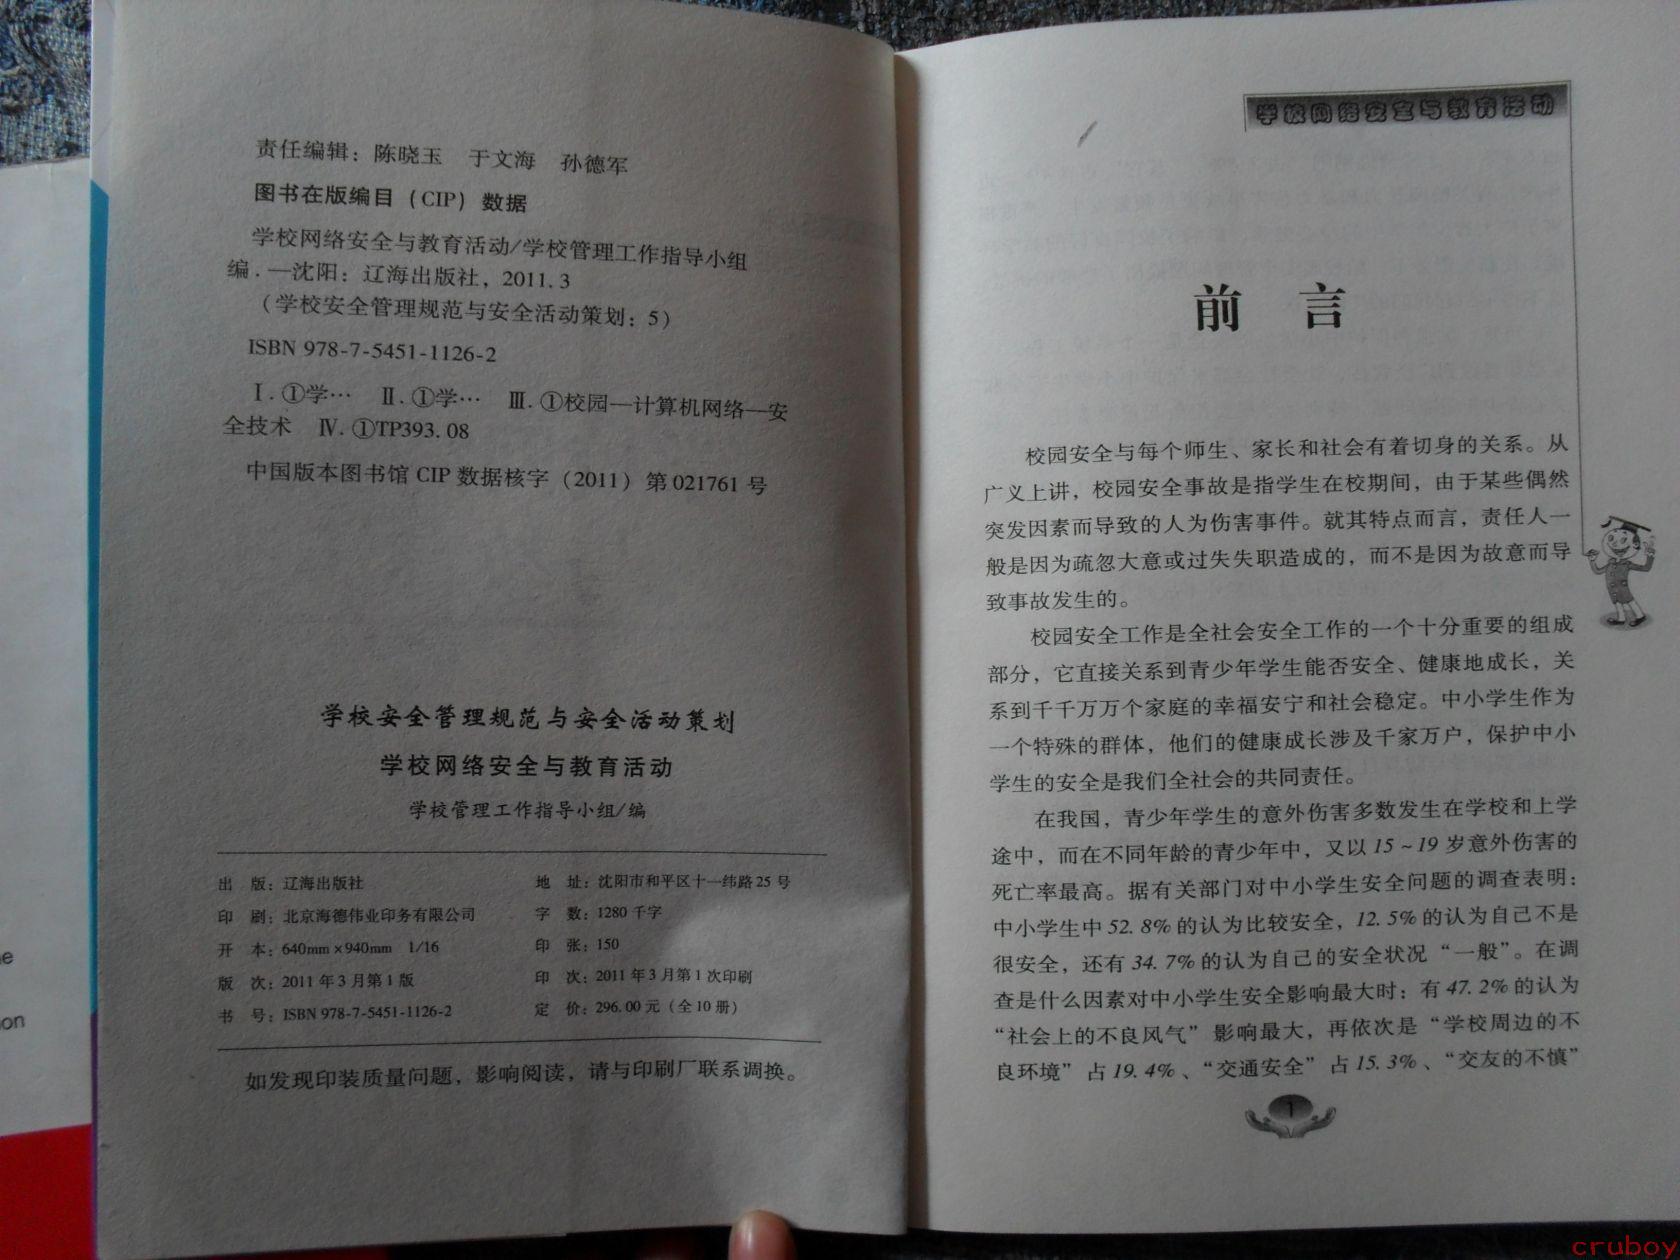 责任编辑：陈晓玉　于文海　孙德军
图书在版编目（CIP）数据
学校网络安全与教育活动/学校管理工作指导小组
编．—沈阳：辽海出版社，2011.3
（学校安全管理规范与安全活动策划；5）
ISBN 978-7-5451-1126-2
Ⅰ.①学…　Ⅱ.①学…　Ⅲ.①校园—计算机网络—安
全技术　Ⅳ.①TP393.08
中国版本图书馆 CIP 数据核字（2011）第 021761 号
学校安全管理规范与安全活动策划
学校网络安全与教育活动
学校管理工作指导小组/编
出　版：辽海出版社　地　址：沈阳市和平区十一纬路25号
印　刷：北京海德伟业印务有限公司　字　数：1280千字
开　本：640mm×940mm　1/16　印　张：150
版　次：2011年3月第1版　印　次：2011年3月第1次印刷
书　号：ISBN 978-7-5451-1126-2　定　价：296.00元（全10册）
如发现印装质量问题，影响阅读，请与印刷厂联系调换。
学校网络安全与教育活动
前　言
校园安全与每个师生、家长和社会有着切身的关系。从
广义上讲，校园安全事故是指学生在校期间，由于某些偶然
突发因素而导致的人为伤害事件。就其特点而言，责任人一
般是因为疏忽大意或过失失职造成的，而不是因为故意而导
致事故发生的。
校园安全工作是全社会安全工作的一个十分重要的组成
部分，它直接关系到青少年学生能否安全、健康地成长，关
系到千千万万个家庭的幸福安宁和社会稳定。中小学生作为
一个特殊的群体，他们的健康成长涉及千家万户，保护中小
学生的安全是我们全社会的共同责任。
在我国，青少年学生的意外伤害多数发生在学校和上学
途中，而在不同年龄的青少年中，又以15～19岁意外伤害的
死亡率最高。据有关部门对中小学生安全问题的调查表明：
中小学生中52.8%的认为比较安全，12.5%的认为自己不是
很安全，还有34.7%的认为自己的安全状况“一般”。在调
查是什么因素对中小学生安全影响最大时：有47.2%的认为
“社会上的不良风气”影响最大，再依次是“学校周边的不
良环境”占19.4%、“交通安全”占15.3%、“交友的不慎”
1
on
cruboy